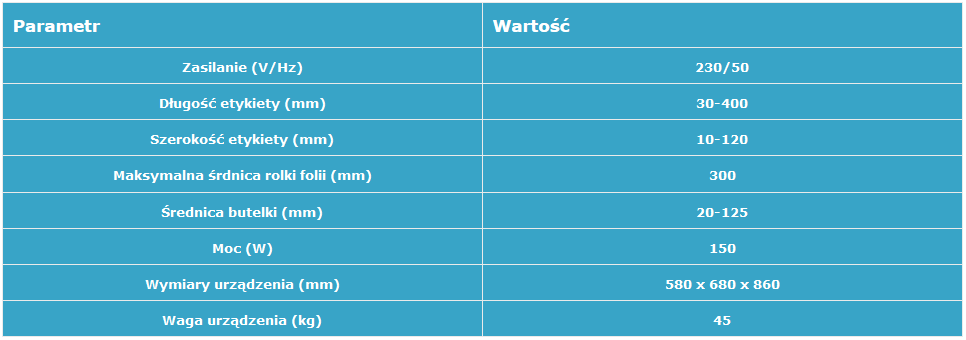 Parametr Wartość
Zasilanie (V/Hz) 230/50
Długość etykiety (mm) 30-400
Szerokość etykiety (mm) 10-120
Maksymalna śrdnica rolki folii (mm) 300
Średnica butelki (mm) 20-125
Moc (W) 150
Wymiary urządzenia (mm) 580 x 680 x 860
Waga urządzenia (kg) 45